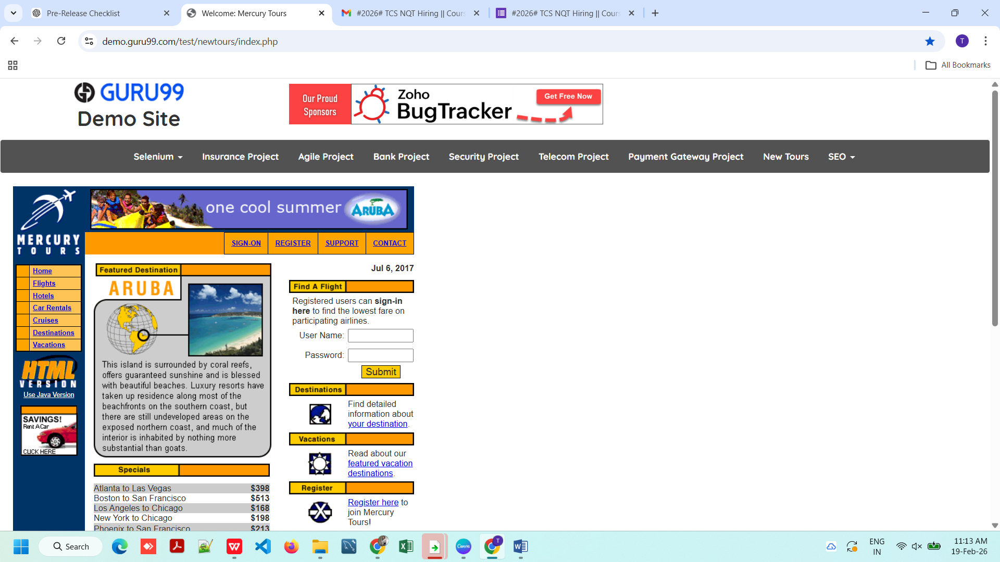 Pre-Release Checklist
Welcome: Mercury Tours
#2026# TCS NQT Hiring || Cour
#2026# TCS NQT Hiring || Cour
demo.guru99.com/test/newtours/index.php
T
All Bookmarks
GURU99
Demo Site
Our Proud
Sponsors
Zoho
BugTracker
Get Free Now
Selenium
Insurance Project
Agile Project
Bank Project
Security Project
Telecom Project
Payment Gateway Project
New Tours
SEO
MERCURY
TOURS
one cool summer
ARUBA
SIGN-ON
REGISTER
SUPPORT
CONTACT
Home
Flights
Hotels
Car Rentals
Cruises
Destinations
Vacations
HTML
VERSION
Use Java Version
SAVINGS!
Rent A Car
CLICK HERE
Featured Destination
ARUBA
This island is surrounded by coral reefs,
offers guaranteed sunshine and is blessed
with beautiful beaches. Luxury resorts have
taken up residence along most of the
beachfronts on the southern coast, but
there are still undeveloped areas on the
exposed northern coast, and much of the
interior is inhabited by nothing more
substantial than goats.
Specials
Atlanta to Las Vegas $398
Boston to San Francisco $513
Los Angeles to Chicago $168
New York to Chicago $198
Phoenix to San Francisco $213
Jul 6, 2017
Find A Flight
Registered users can sign-in
here to find the lowest fare on
participating airlines.
User Name:
Password:
Submit
Destinations
Find detailed
information about
your destination.
Vacations
Read about our
featured vacation
destinations.
Register
Register here to
join Mercury
Tours!
Search
Canva
T
ENG
IN
11:13 AM
19-Feb-26